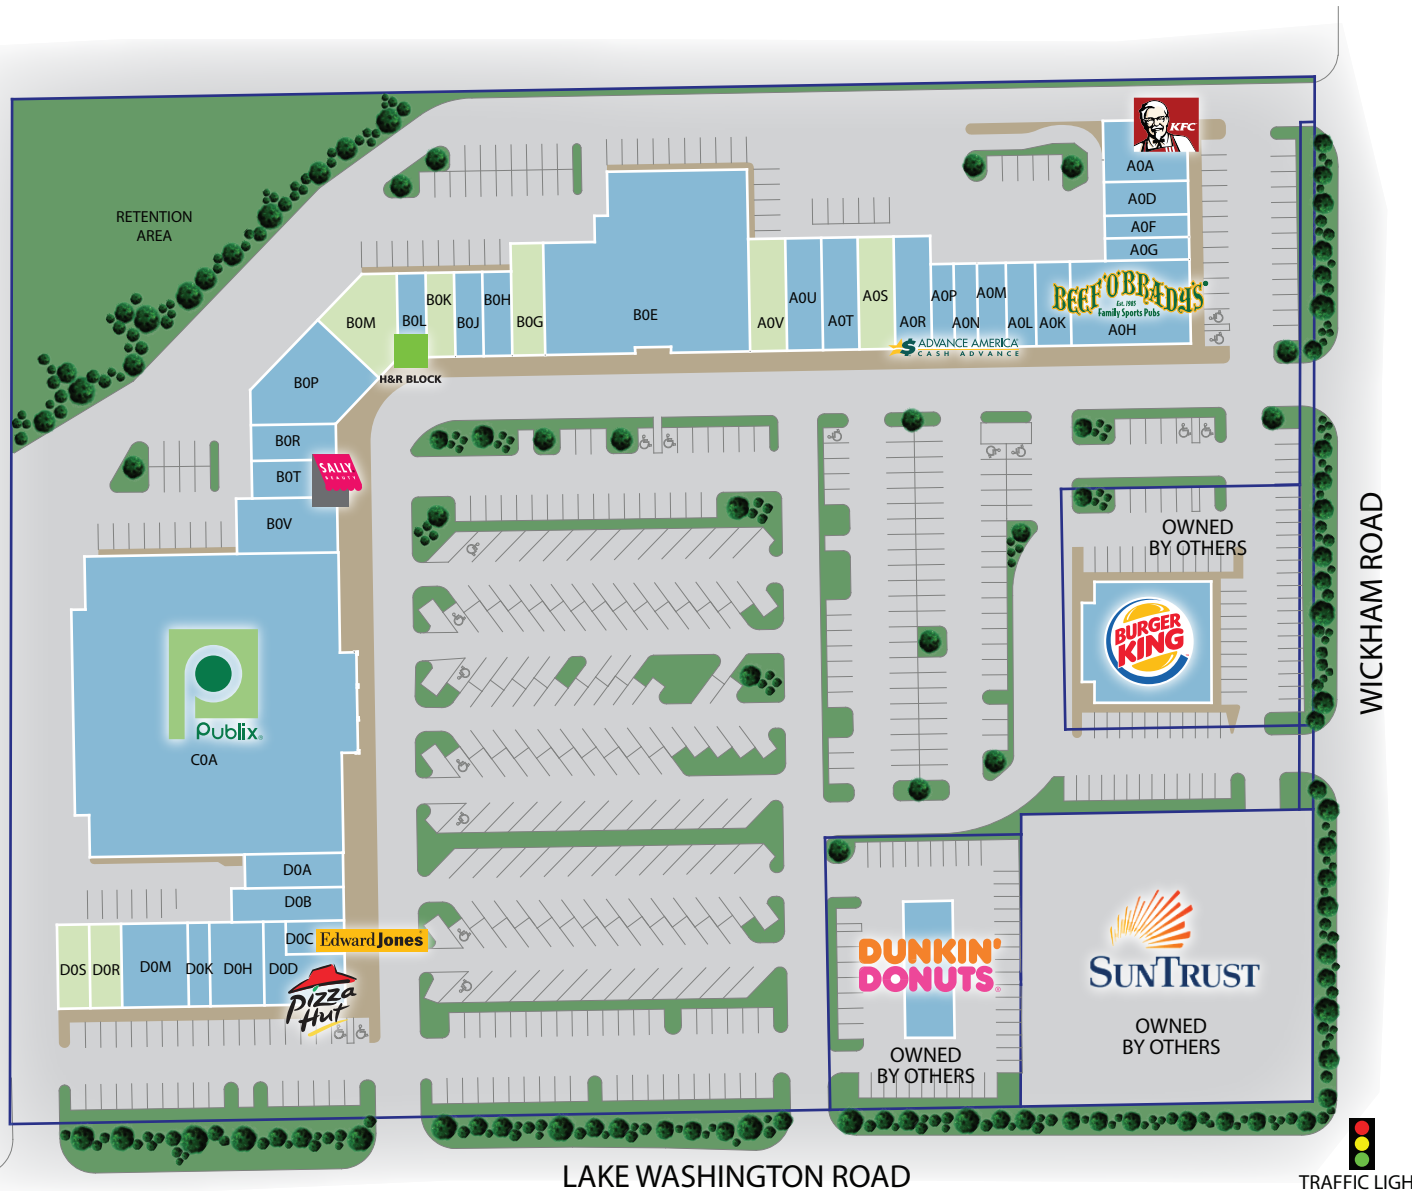 KFC
A0A
RETENTION
AREA
A0D
A0F
A0G
B0M
B0L
B0K
B0J
B0H
B0G
B0E
A0V
A0U
A0T
A0S
A0R
A0P
A0N
A0M
A0L
A0K
BEEF 'O' BRADY'S
Est. 1985
Family Sports Pubs
A0H
ADVANCE AMERICA
CASH ADVANCE
H&R BLOCK
B0P
B0R
B0T
SALLY
BEAUTY
B0V
OWNED
BY OTHERS
BURGER
KING
WICKHAM ROAD
Publix
C0A
D0A
D0B
D0C
Edward Jones
D0S
D0R
D0M
D0K
D0H
D0D
Pizza
Hut
DUNKIN'
DONUTS
OWNED
BY OTHERS
SUNTRUST
OWNED
BY OTHERS
LAKE WASHINGTON ROAD
TRAFFIC LIGH